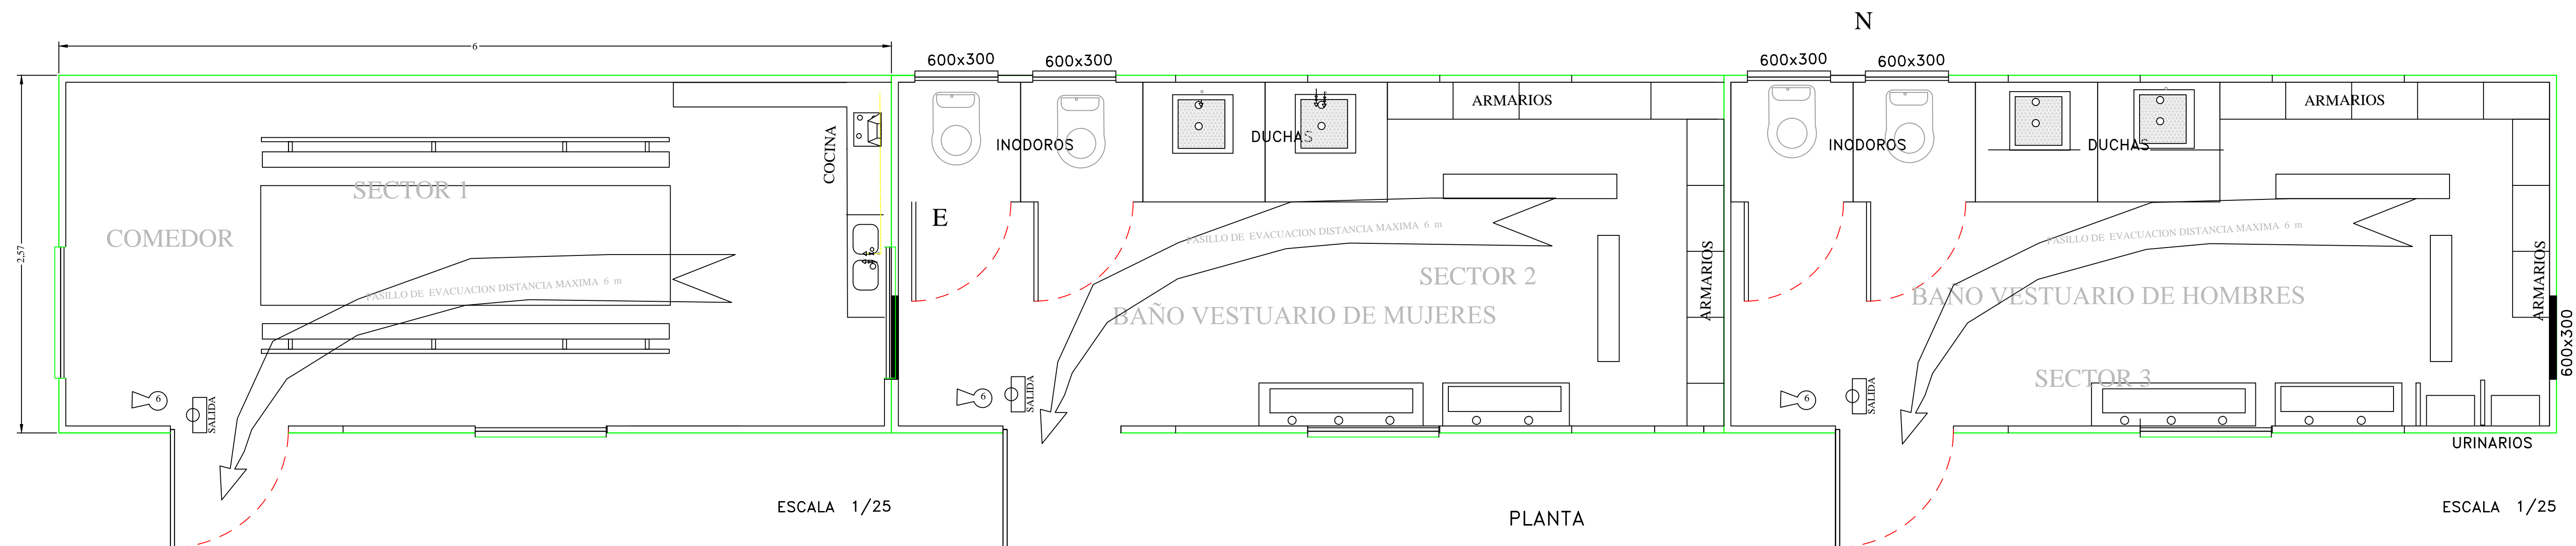 N
6
600x300
600x300
600x300
600x300
ARMARIOS
ARMARIOS
INODOROS
DUCHAS
INODOROS
DUCHAS
COCINA
SECTOR 1
COMEDOR
E
2,57
PASILLO DE EVACUACION DISTANCIA MAXIMA 6 m
PASILLO DE EVACUACION DISTANCIA MAXIMA 6 m
PASILLO DE EVACUACION DISTANCIA MAXIMA 6 m
SECTOR 2
BAÑO VESTUARIO DE MUJERES
ARMARIOS
BAÑO VESTUARIO DE HOMBRES
ARMARIOS
600x300
SECTOR 3
6
SALIDA
6
SALIDA
6
SALIDA
URINARIOS
ESCALA 1/25
PLANTA
ESCALA 1/25